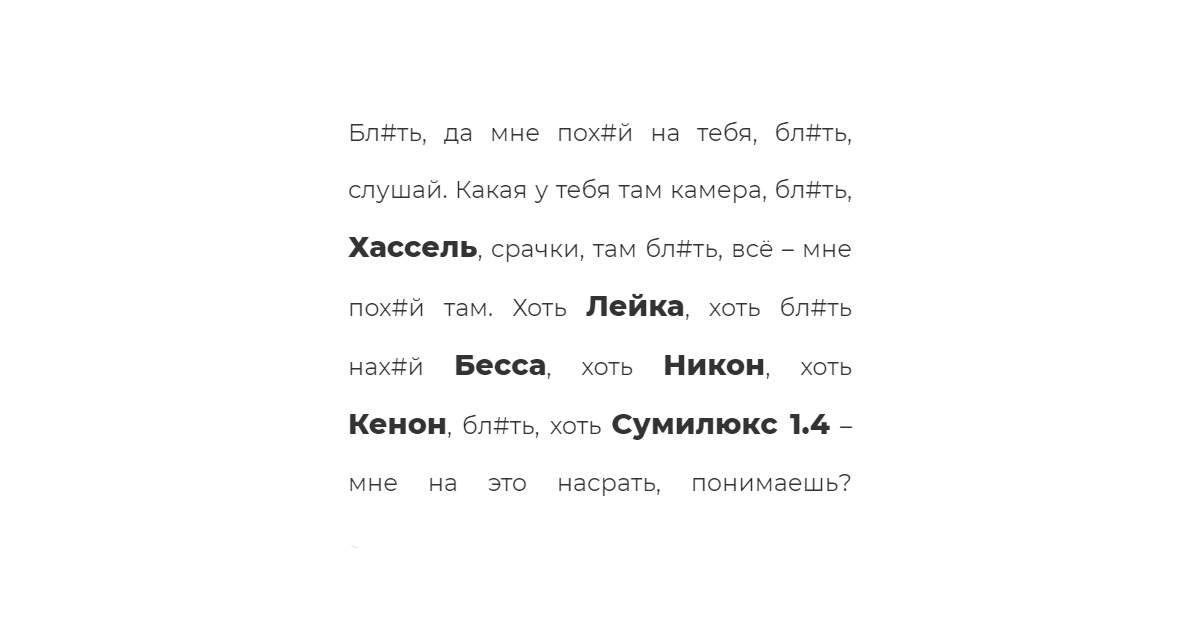 Бл#ть, да мне пох#й на тебя, бл#ть,
слушай. Какая у тебя там камера, бл#ть,
Хассель, срачки, там бл#ть, всё – мне
пох#й там. Хоть Лейка, хоть бл#ть
нах#й Бесса, хоть Никон, хоть
Кенон, бл#ть, хоть Сумилюкс 1.4 –
мне на это насрать, понимаешь?